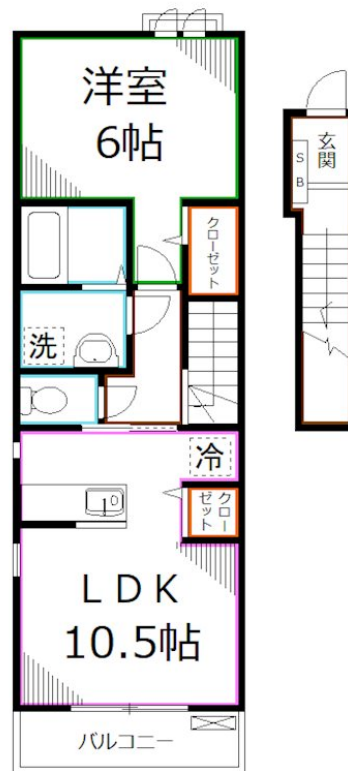 洋室
6帖
クローゼット
洗
冷
クロー
ゼット
ＬＤＫ
10.5帖
バルコニー
玄関
SB